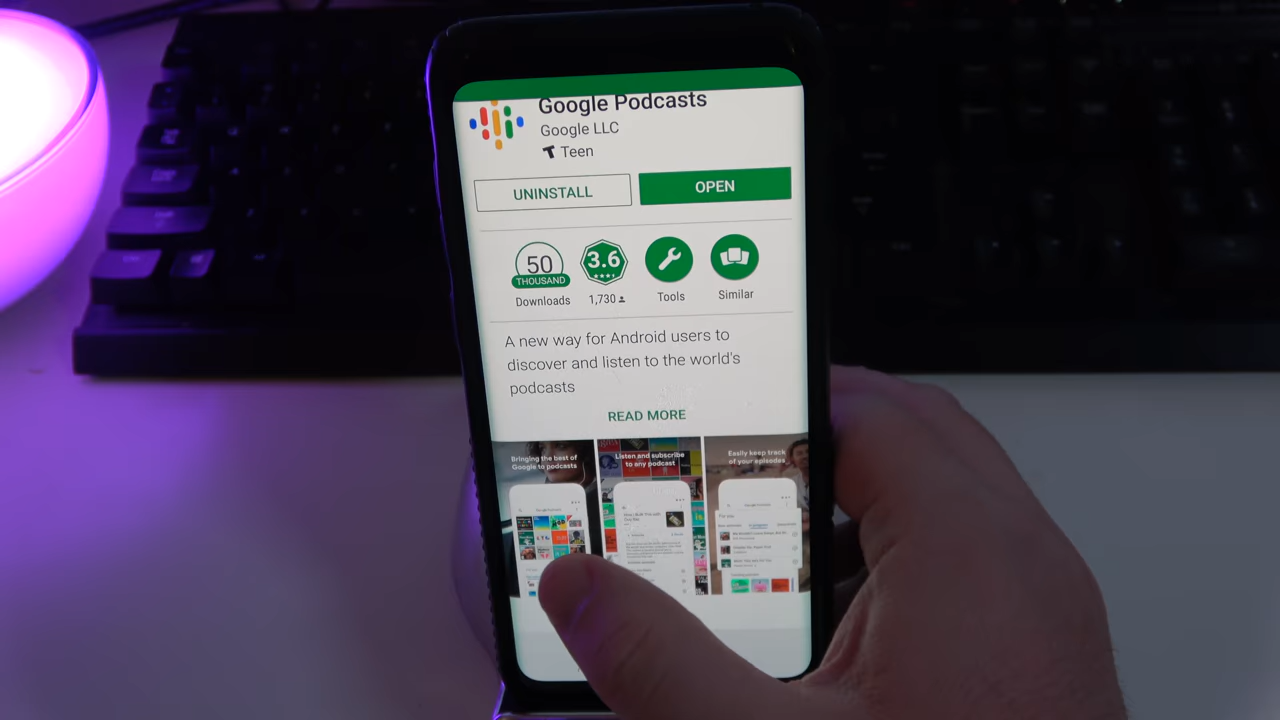 Google Podcasts
Google LLC
Teen
UNINSTALL
OPEN
50
THOUSAND
Downloads
3.6
1,730
Tools
Similar
A new way for Android users to
discover and listen to the world's
podcasts
READ MORE
Bringing the best of
Google to podcasts
Listen and subscribe
to any podcast
Easily keep track
of your episodes